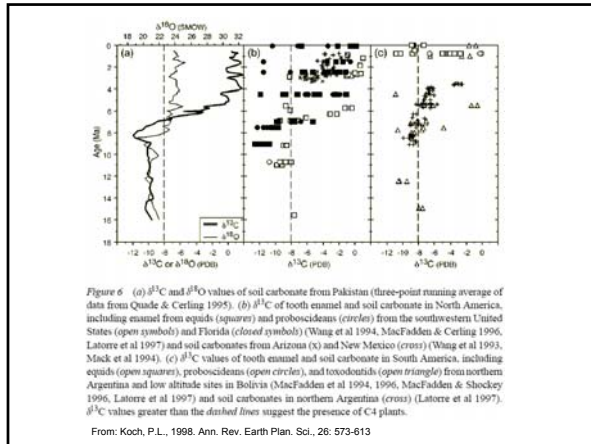 δ18O (SMOW)
18 20 22 24 26 28 30 32
(a) (b) (c)
0
2
4
6
8
10
12
14
16
18
Age (Ma)
δ13C
δ18O
-12 -10 -8 -6 -4 -2 0
-12 -10 -8 -6 -4 -2 0
-12 -10 -8 -6 -4 -2 0
δ13C or δ18O (PDB)
δ13C (PDB)
δ13C (PDB)
Figure 6 (a) δ13C and δ18O values of soil carbonate from Pakistan (three-point running average of
data from Quade & Cerling 1995). (b) δ13C of tooth enamel and soil carbonate in North America,
including enamel from equids (squares) and proboscideans (circles) from the southwestern United
States (open symbols) and Florida (closed symbols) (Wang et al 1994, MacFadden & Cerling 1996,
Latorre et al 1997) and soil carbonates from Arizona (x) and New Mexico (cross) (Wang et al 1993,
Mack et al 1994). (c) δ13C values of tooth enamel and soil carbonate in South America, including
equids (open squares), proboscideans (open circles), and toxodontids (open triangle) from northern
Argentina and low altitude sites in Bolivia (MacFadden et al 1994, 1996, MacFadden & Shockey
1996, Latorre et al 1997) and soil carbonates in northern Argentina (cross) (Latorre et al 1997).
δ13C values greater than the dashed lines suggest the presence of C4 plants.
From: Koch, P.L., 1998. Ann. Rev. Earth Plan. Sci., 26: 573-613